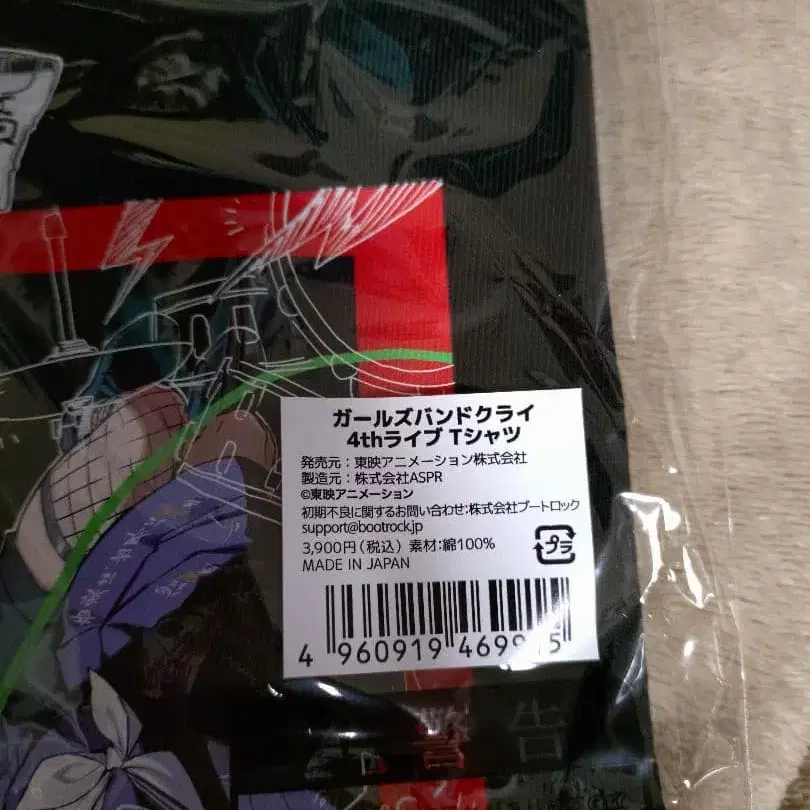 ガールズバンドクライ
4thライブ Tシャツ
発売元：東映アニメーション株式会社
製造元：株式会社ASPR
©東映アニメーション
初期不良に関するお問い合わせ：株式会社ブートロック
support@bootrock.jp
3,900円（税込） 素材：綿100%
MADE IN JAPAN
プラ
4 960919 469915
警告